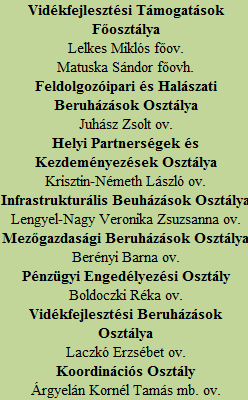 Vidékfejlesztési Támogatások
Főosztálya
Lelkes Miklós főov.
Matuska Sándor főovh.
Feldolgozóipari és Halászati
Beruházások Osztálya
Juhász Zsolt ov.
Helyi Partnerségek és
Kezdeményezések Osztálya
Krisztin-Németh László ov.
Infrastrukturális Beuházások Osztálya
Lengyel-Nagy Veronika Zsuzsanna ov.
Mezőgazdasági Beruházások Osztálya
Berényi Barna ov.
Pénzügyi Engedélyezési Osztály
Boldoczki Réka ov.
Vidékfejlesztési Beruházások
Osztálya
Laczkó Erzsébet ov.
Koordinációs Osztály
Árgyelán Kornél Tamás mb. ov.